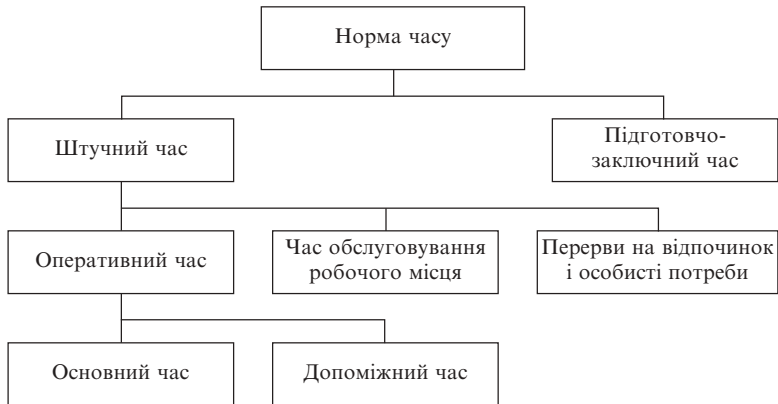 Норма часу
Штучний час
Підготовчо-
заключний час
Оперативний час
Час обслуговування
робочого місця
Перерви на відпочинок
і особисті потреби
Основний час
Допоміжний час